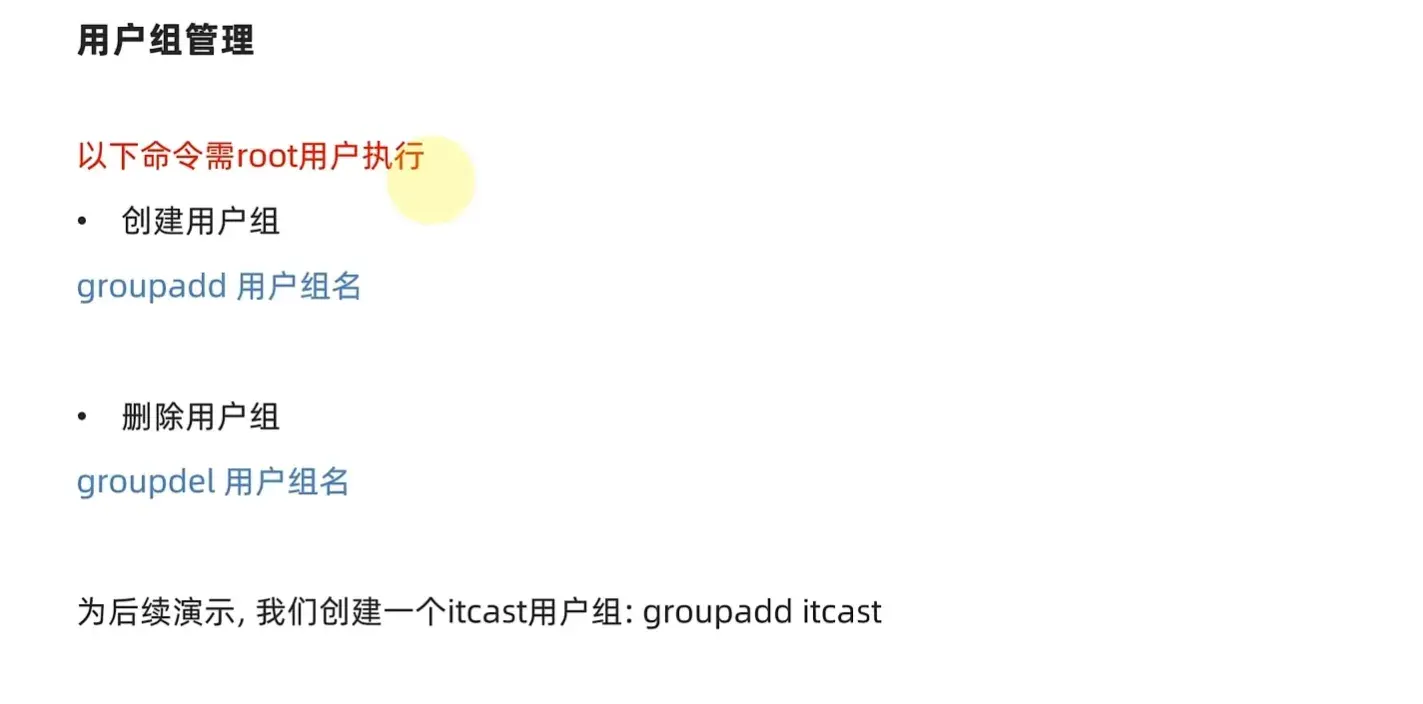 用户组管理
以下命令需root用户执行
• 创建用户组
groupadd 用户组名
• 删除用户组
groupdel 用户组名
为后续演示, 我们创建一个itcast用户组: groupadd itcast